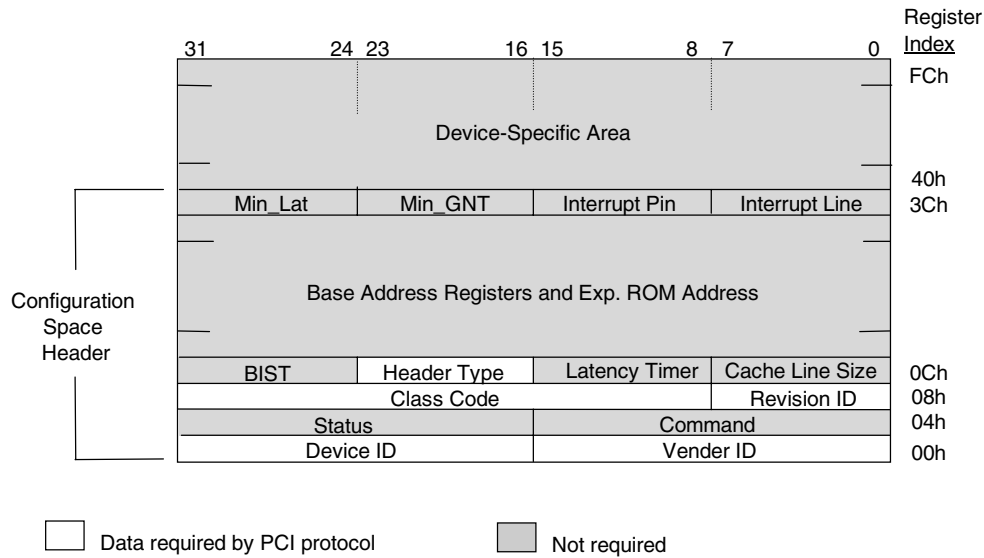 Register
Index
31 24 23 16 15 8 7 0
FCh
Device-Specific Area
40h
Min_Lat Min_GNT Interrupt Pin Interrupt Line 3Ch
Base Address Registers and Exp. ROM Address
Configuration
Space
Header
BIST Header Type Latency Timer Cache Line Size 0Ch
Class Code Revision ID 08h
Status Command 04h
Device ID Vender ID 00h
Data required by PCI protocol Not required